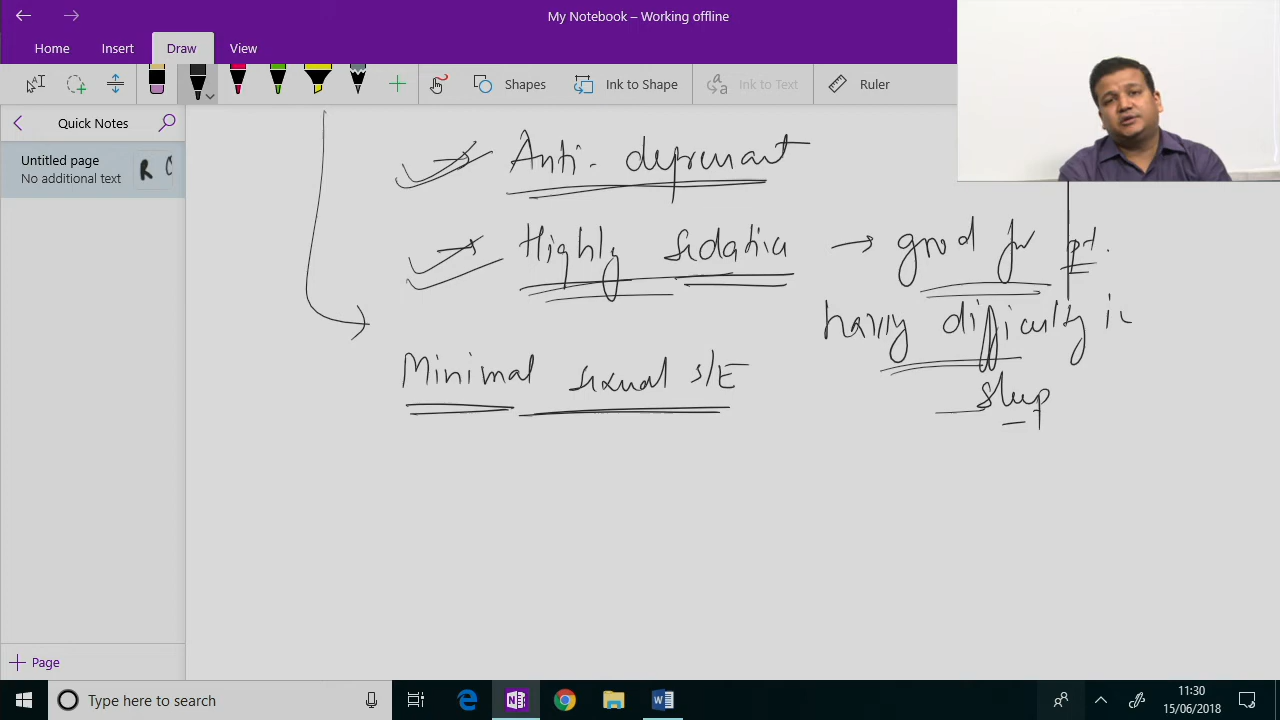 My Notebook – Working offline
Home Insert Draw View
Shapes Ink to Shape Ink to Text Ruler
Quick Notes
Untitled page
No additional text
R
Anti-depressant
Highly sedative → good for pt.
having difficulty in
sleep
Minimal sexual S/E
Page
Type here to search
11:30
15/06/2018